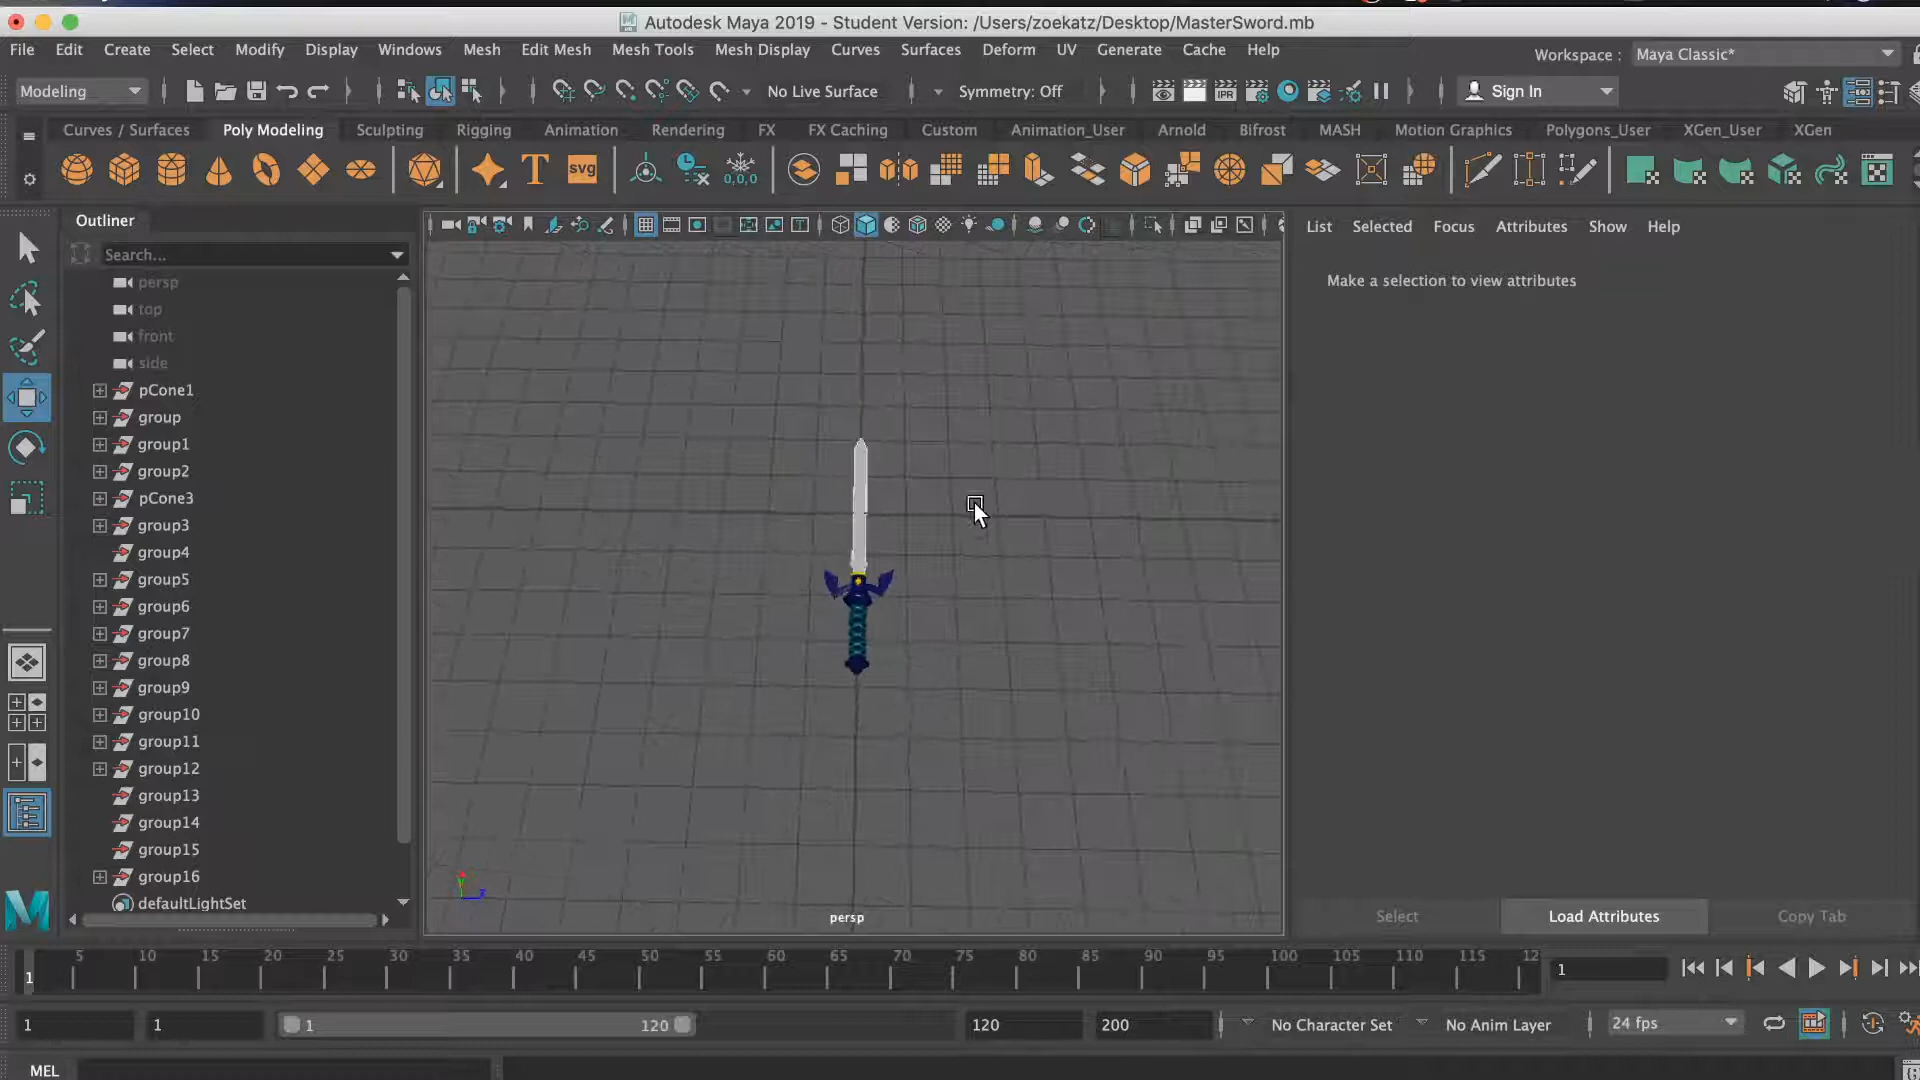 Autodesk Maya 2019 - Student Version: /Users/zoekatz/Desktop/MasterSword.mb
File Edit Create Select Modify Display Windows Mesh Edit Mesh Mesh Tools Mesh Display Curves Surfaces Deform UV Generate Cache Help Workspace : Maya Classic*
Modeling No Live Surface Symmetry: Off IPR Sign In
Curves / Surfaces Poly Modeling Sculpting Rigging Animation Rendering FX FX Caching Custom Animation_User Arnold Bifrost MASH Motion Graphics Polygons_User XGen_User XGen
T SVG 0,0,0
Outliner
List Selected Focus Attributes Show Help
Search...
Make a selection to view attributes
persp
top
front
side
pCone1
group
group1
group2
pCone3
group3
group4
group5
group6
group7
group8
group9
group10
group11
group12
group13
group14
group15
group16
defaultLightSet
persp
Select Load Attributes Copy Tab
5 10 15 20 25 30 35 40 45 50 55 60 65 70 75 80 85 90 95 100 105 110 115 12
1 1
1 1 1 120 120 200 No Character Set No Anim Layer 24 fps
MEL